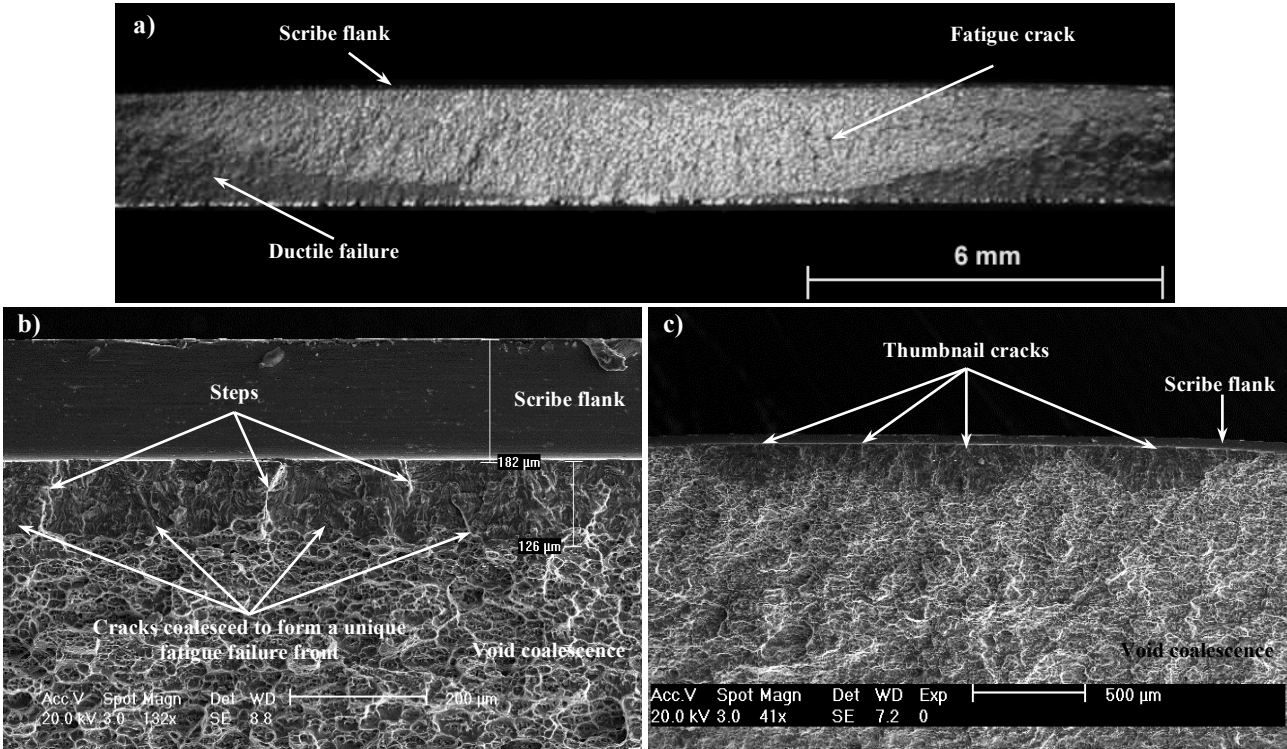 a)
Scribe flank
Fatigue crack
Ductile failure
6 mm
b)
Steps
Scribe flank
182 µm
126 µm
Cracks coalesced to form a unique
fatigue failure front
Void coalescence
Acc.V Spot Magn Det WD 200 µm
20.0 kV 3.0 132x SE 8.8
c)
Thumbnail cracks
Scribe flank
Void coalescence
Acc.V Spot Magn Det WD Exp 500 µm
20.0 kV 3.0 41x SE 7.2 0